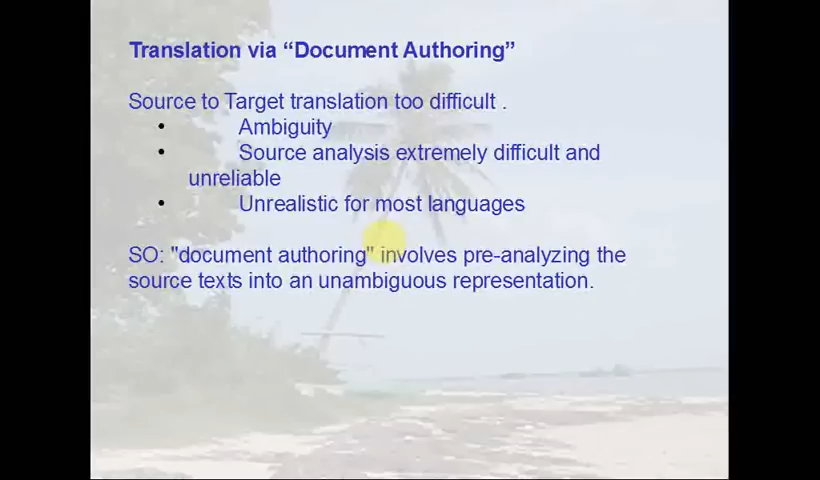 Translation via “Document Authoring”
Source to Target translation too difficult .
• Ambiguity
• Source analysis extremely difficult and
unreliable
• Unrealistic for most languages
SO: "document authoring" involves pre-analyzing the
source texts into an unambiguous representation.